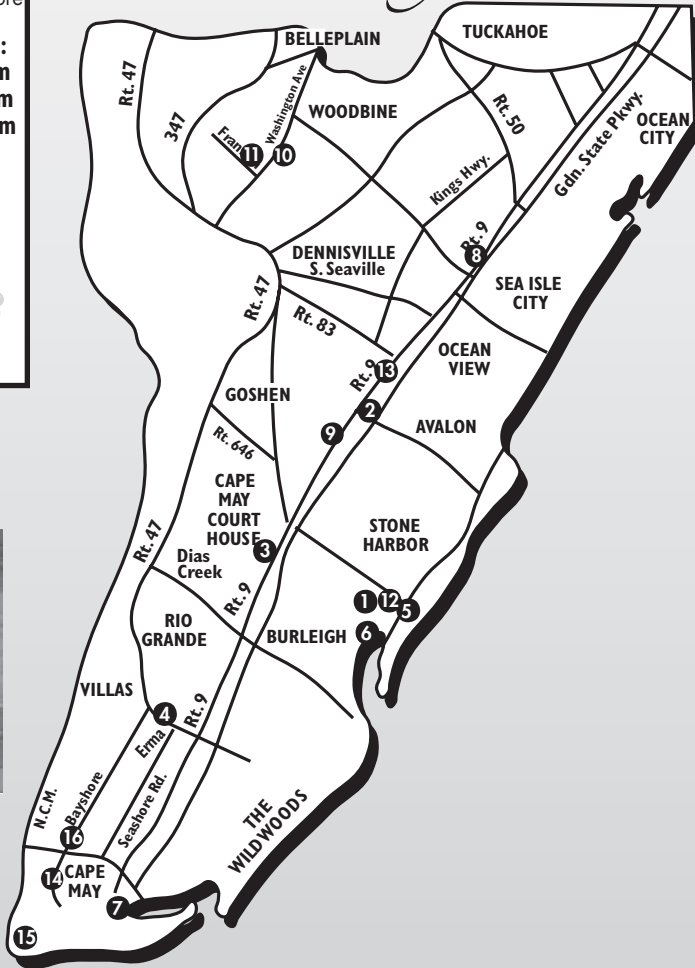 ore
:
m
m
m
BELLEPLAIN
TUCKAHOE
Rt. 47
347
Washington Ave
WOODBINE
Rt. 50
Gdn. State Pkwy.
OCEAN
CITY
Fran
11
10
Kings Hwy.
Rt. 9
8
DENNISVILLE
S. Seaville
SEA ISLE
CITY
Rt. 47
Rt. 83
OCEAN
VIEW
Rt. 9
13
GOSHEN
2
9
AVALON
Rt. 646
CAPE
MAY
COURT
HOUSE
3
STONE
HARBOR
Rt. 47
Dias
Creek
Rt. 9
1
12
5
RIO
GRANDE
BURLEIGH
6
VILLAS
4
Rt. 9
Erma
N.C.M.
Bayshore
Seashore Rd.
THE
WILDWOODS
16
14
CAPE
MAY
7
15